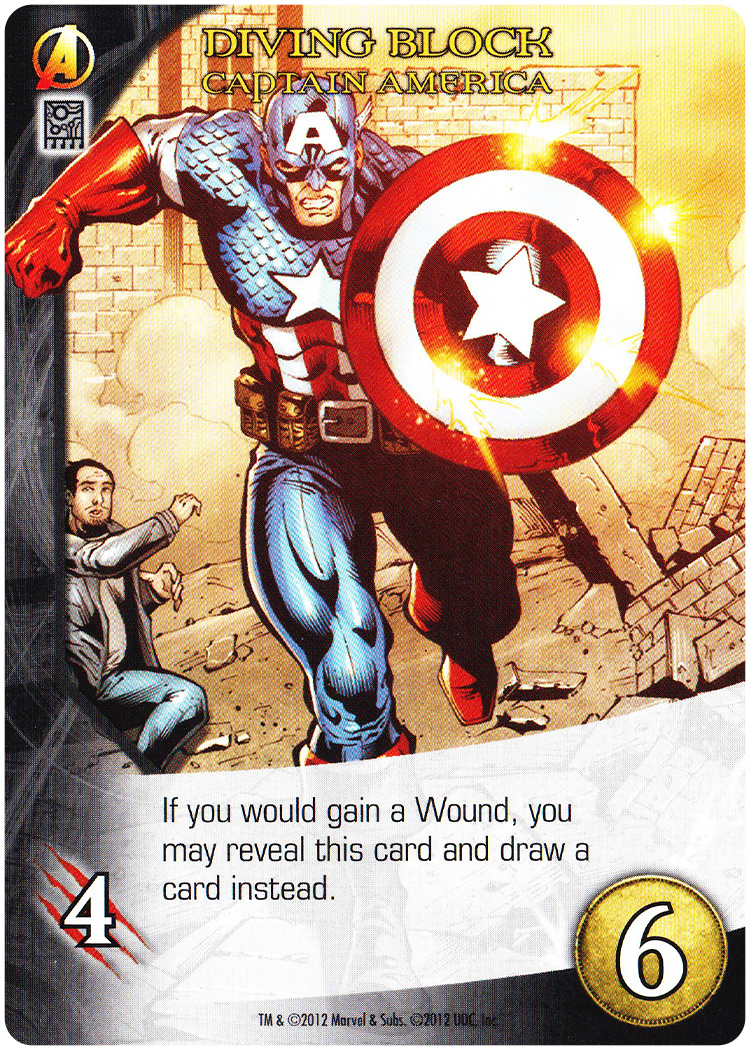 DIVING BLOCK
CAPTAIN AMERICA
A
A
If you would gain a Wound, you
may reveal this card and draw a
card instead.
4
6
TM & ©2012 Marvel & Subs. ©2012 UDC, Inc.